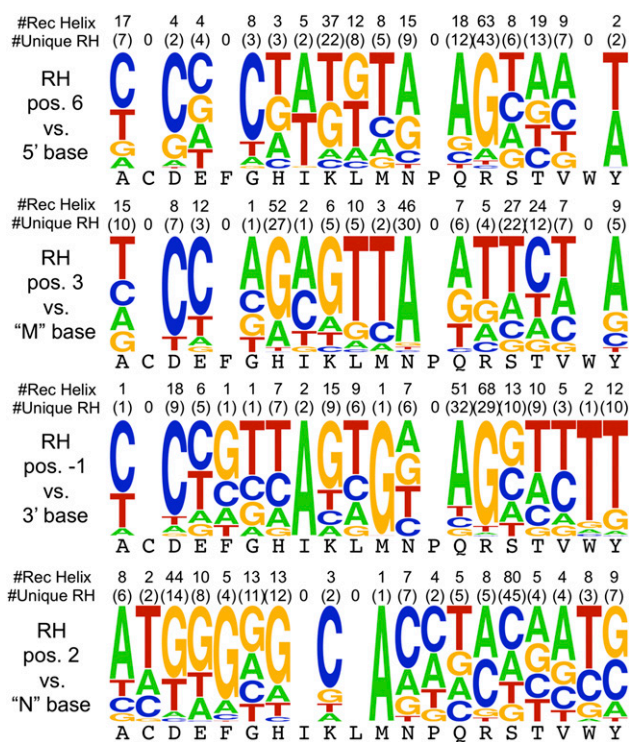 #Rec Helix 17 4 4 8 3 5 37 12 8 15 18 63 8 19 9 2
#Unique RH (7) 0 (2) (4) 0 (3) (3) (2) (22) (8) (5) (9) 0 (12) (43) (6) (13) (7) 0 (2)
RH
pos. 6
vs.
5' base
A C D E F G H I K L M N P Q R S T V W Y
#Rec Helix 15 8 12 1 52 2 6 10 3 46 7 5 27 24 7 9
#Unique RH (10) 0 (7) (3) 0 (1) (27) (1) (5) (5) (2) (30) 0 (6) (4) (22) (12) (7) 0 (5)
RH
pos. 3
vs.
"M" base
A C D E F G H I K L M N P Q R S T V W Y
#Rec Helix 1 18 6 1 1 7 2 15 9 1 7 51 68 13 10 5 2 12
#Unique RH (1) 0 (9) (5) (1) (1) (7) (2) (9) (6) (1) (6) 0 (32) (29) (10) (9) (3) (1) (10)
RH
pos. -1
vs.
3' base
A C D E F G H I K L M N P Q R S T V W Y
#Rec Helix 8 2 44 10 5 13 13 3 1 7 4 5 8 80 5 4 8 9
#Unique RH (6) (2) (14) (8) (4) (11) (12) 0 (2) 0 (1) (7) (2) (5) (5) (45) (4) (4) (3) (7)
RH
pos. 2
vs.
"N" base
A C D E F G H I K L M N P Q R S T V W Y